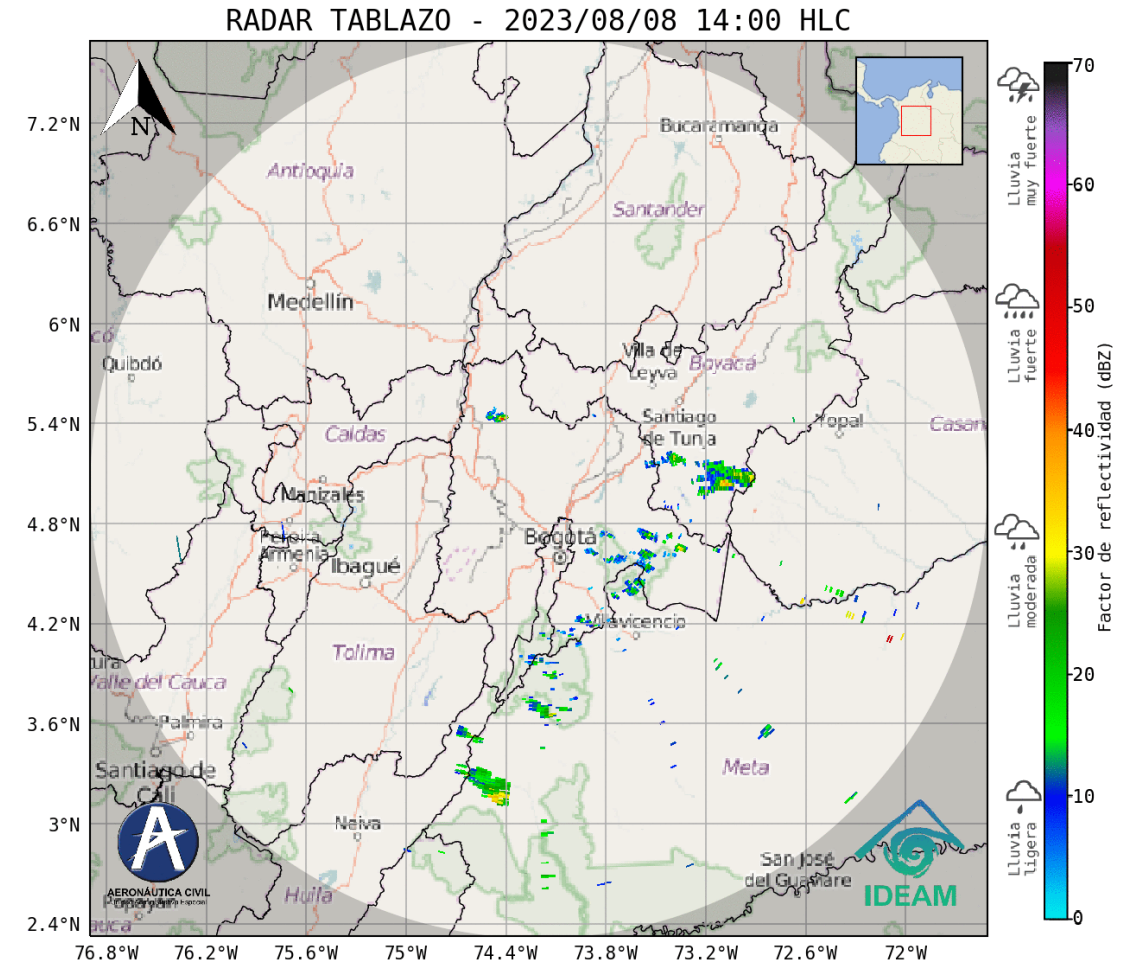 RADAR TABLAZO - 2023/08/08 14:00 HLC
7.2°N
6.6°N
6°N
5.4°N
4.8°N
4.2°N
3.6°N
3°N
2.4°N
76.8°W
76.2°W
75.6°W
75°W
74.4°W
73.8°W
73.2°W
72.6°W
72°W
N
Bucaramanga
Antioquia
Santander
Medellín
có
Quibdó
Villa de
Leyva
Boyacá
Santiago
de Tunja
Yopal
Casan
Caldas
Manizales
Pereira
Armenia
Ibagué
Bogotá
Villavicencio
Tolima
ura
Valle del Cauca
Palmira
Santiago de
Cali
Meta
Neiva
San José
del Guaviare
Huila
Popayán
auca
A
AERONÁUTICA CIVIL
IDEAM
70
60
50
40
30
20
10
0
Factor de reflectividad (dBZ)
Lluvia
muy fuerte
Lluvia
fuerte
Lluvia
moderada
Lluvia
ligera